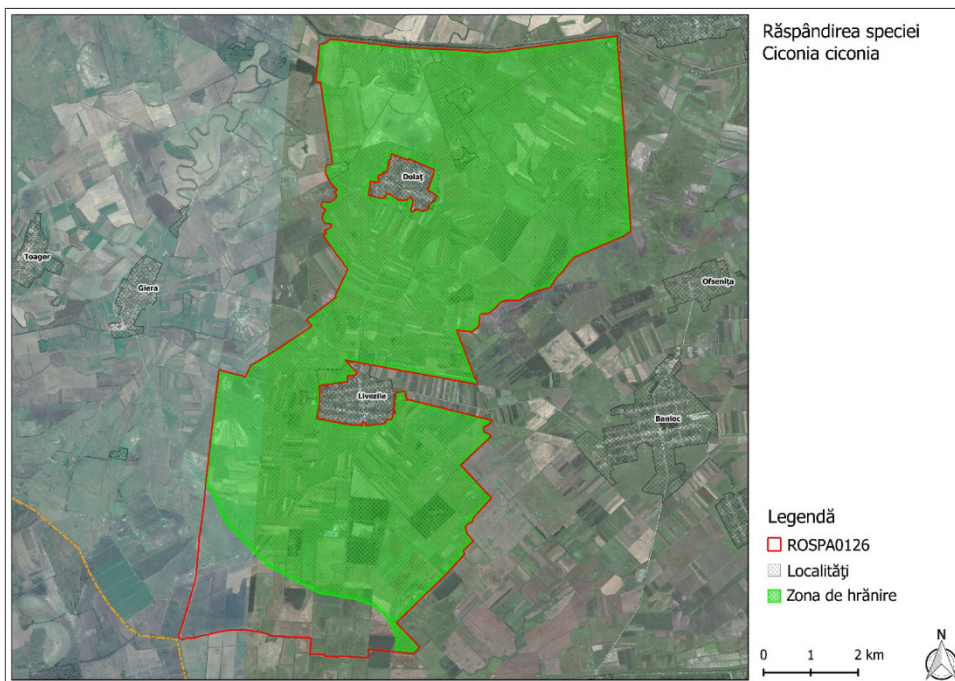 Răspândirea speciei
Ciconia ciconia
Dolaț
Toager
Giera
Ofsenița
Livezile
Banloc
Legendă
ROSPA0126
Localităţi
Zona de hrănire
N
0 1 2 km